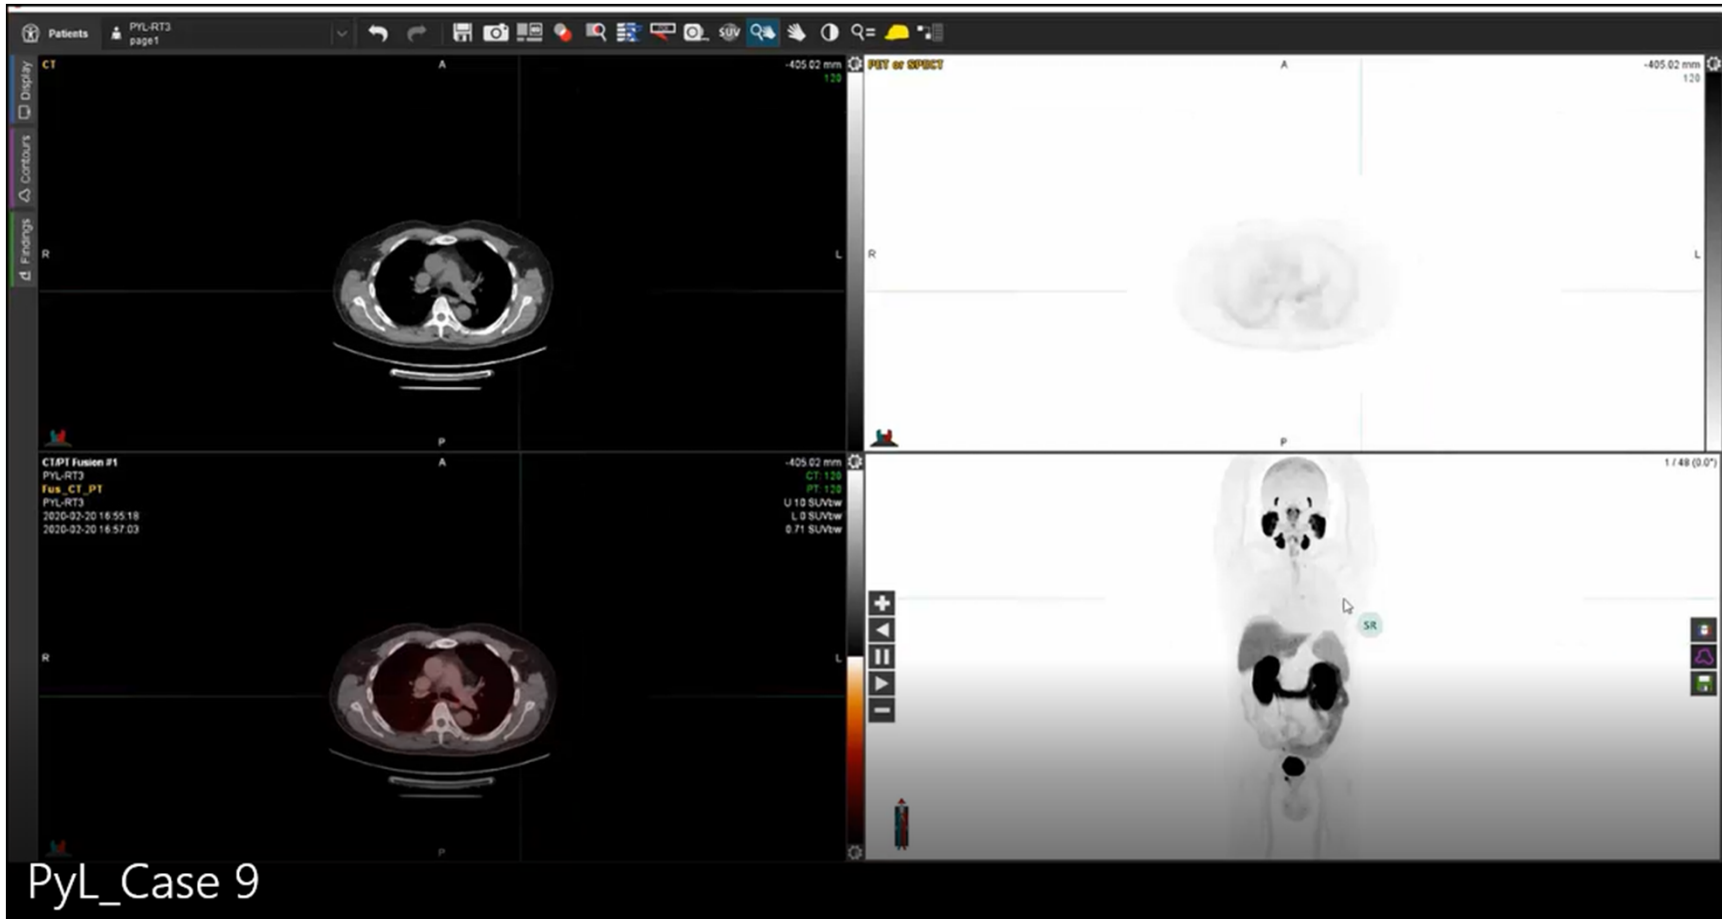 Patients
PYL-RT3
page1
SUV
Display
Contours
Findings
CT
A
-405.02 mm
120
R
L
P
PET or SPECT
A
-405.02 mm
120
R
L
P
CT/PT Fusion #1
PYL-RT3
Fus_CT_PT
PYL-RT3
2020-02-20 16:55:18
2020-02-20 16:57:03
A
-405.02 mm
CT: 120
PT: 120
U 10 SUVbw
L 0 SUVbw
0.71 SUVbw
R
L
P
1 / 48 (0.0°)
SR
PyL_Case 9